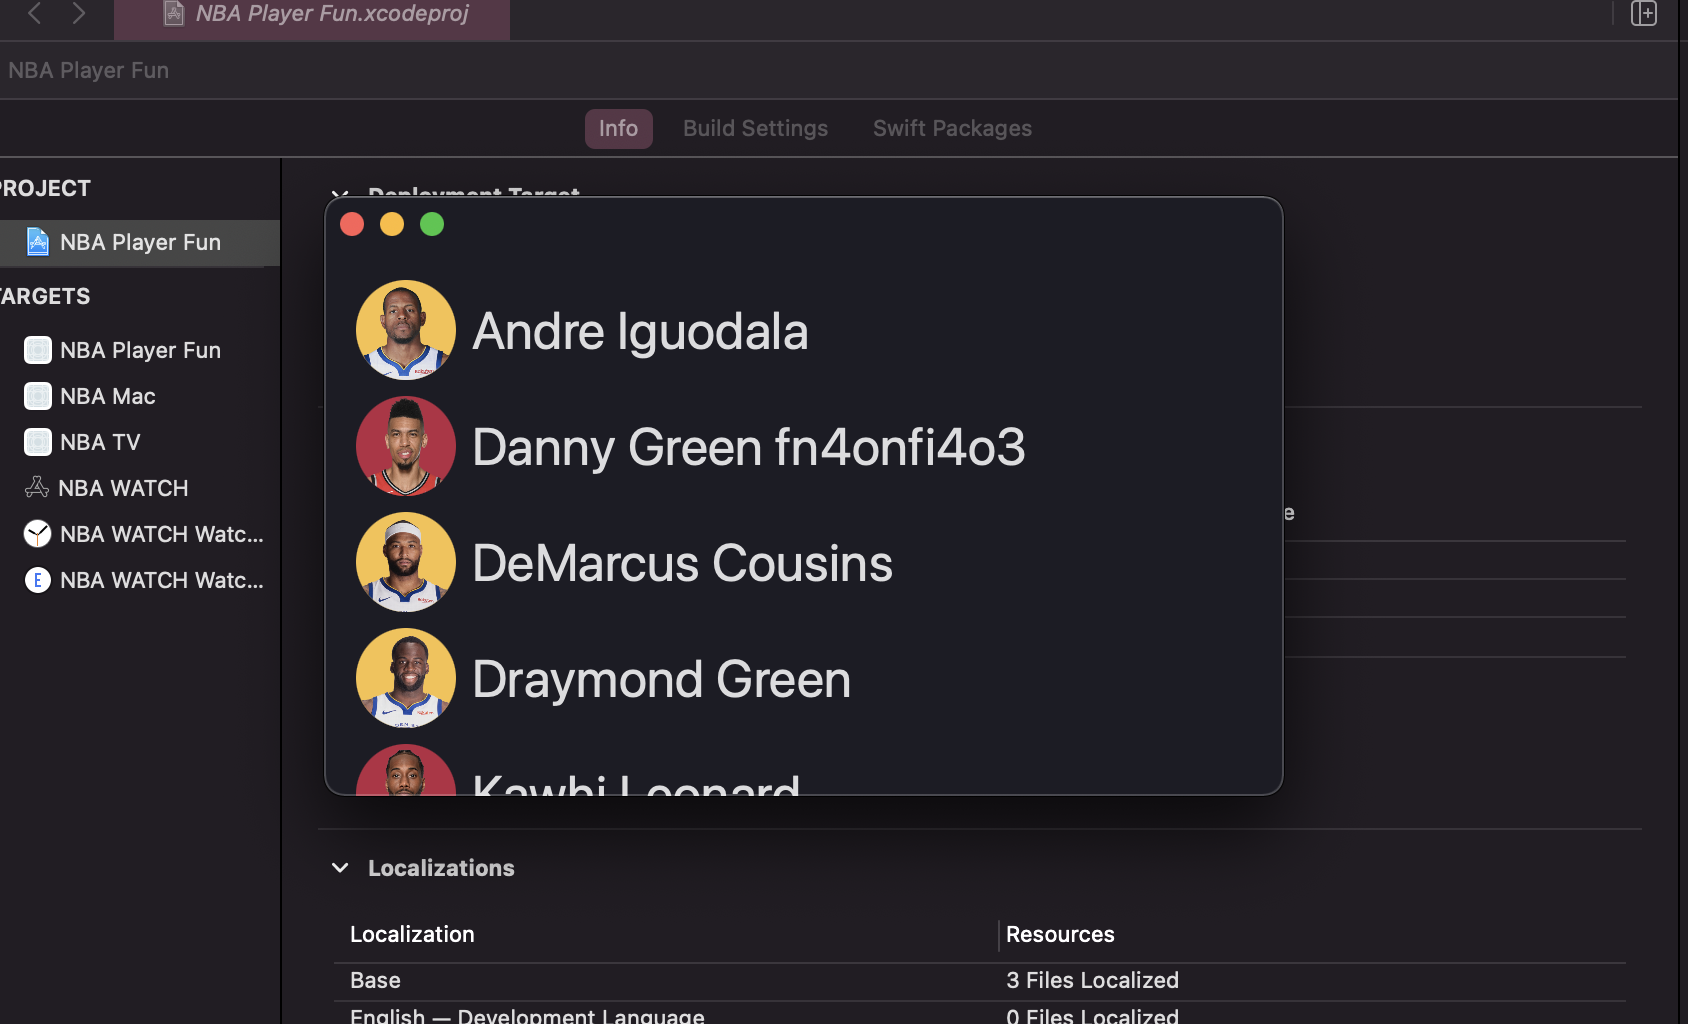 NBA Player Fun.xcodeproj
NBA Player Fun
Info Build Settings Swift Packages
PROJECT
NBA Player Fun
TARGETS
NBA Player Fun
NBA Mac
NBA TV
NBA WATCH
NBA WATCH Watc...
E NBA WATCH Watc...
Deployment Target
Andre Iguodala
Danny Green fn4onfi4o3
DeMarcus Cousins
Draymond Green
Kawhi Leonard
e
Localizations
Localization Resources
Base 3 Files Localized
English — Development Language 0 Files Localized